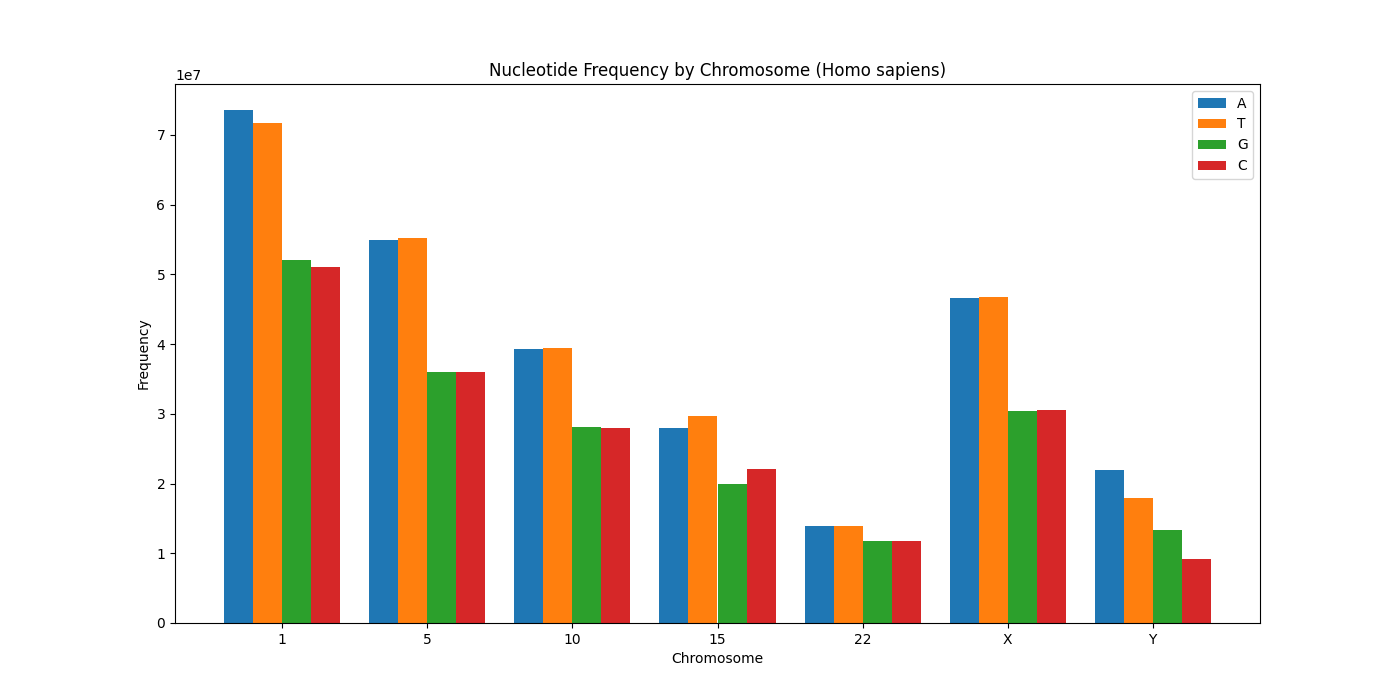 Nucleotide Frequency by Chromosome (Homo sapiens)
1e7
A
T
G
C
7
6
5
4
3
2
1
0
Frequency
1 5 10 15 22 X Y
Chromosome